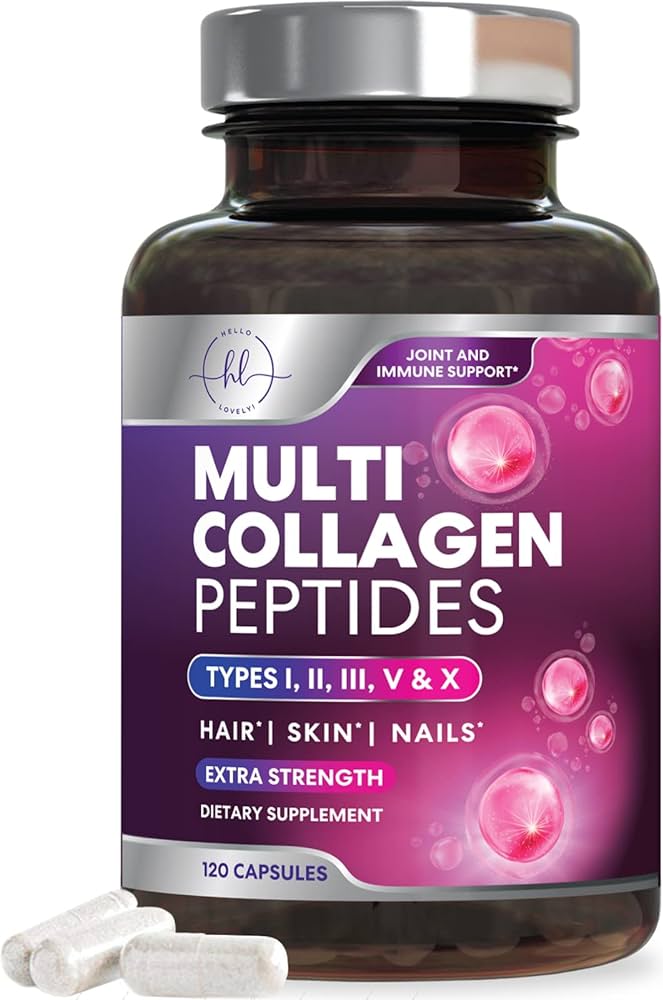 HELLO
hl
LOVELY!
JOINT AND
IMMUNE SUPPORT*
MULTI
COLLAGEN
PEPTIDES
TYPES I, II, III, V & X
HAIR* | SKIN* | NAILS*
EXTRA STRENGTH
DIETARY SUPPLEMENT
120 CAPSULES